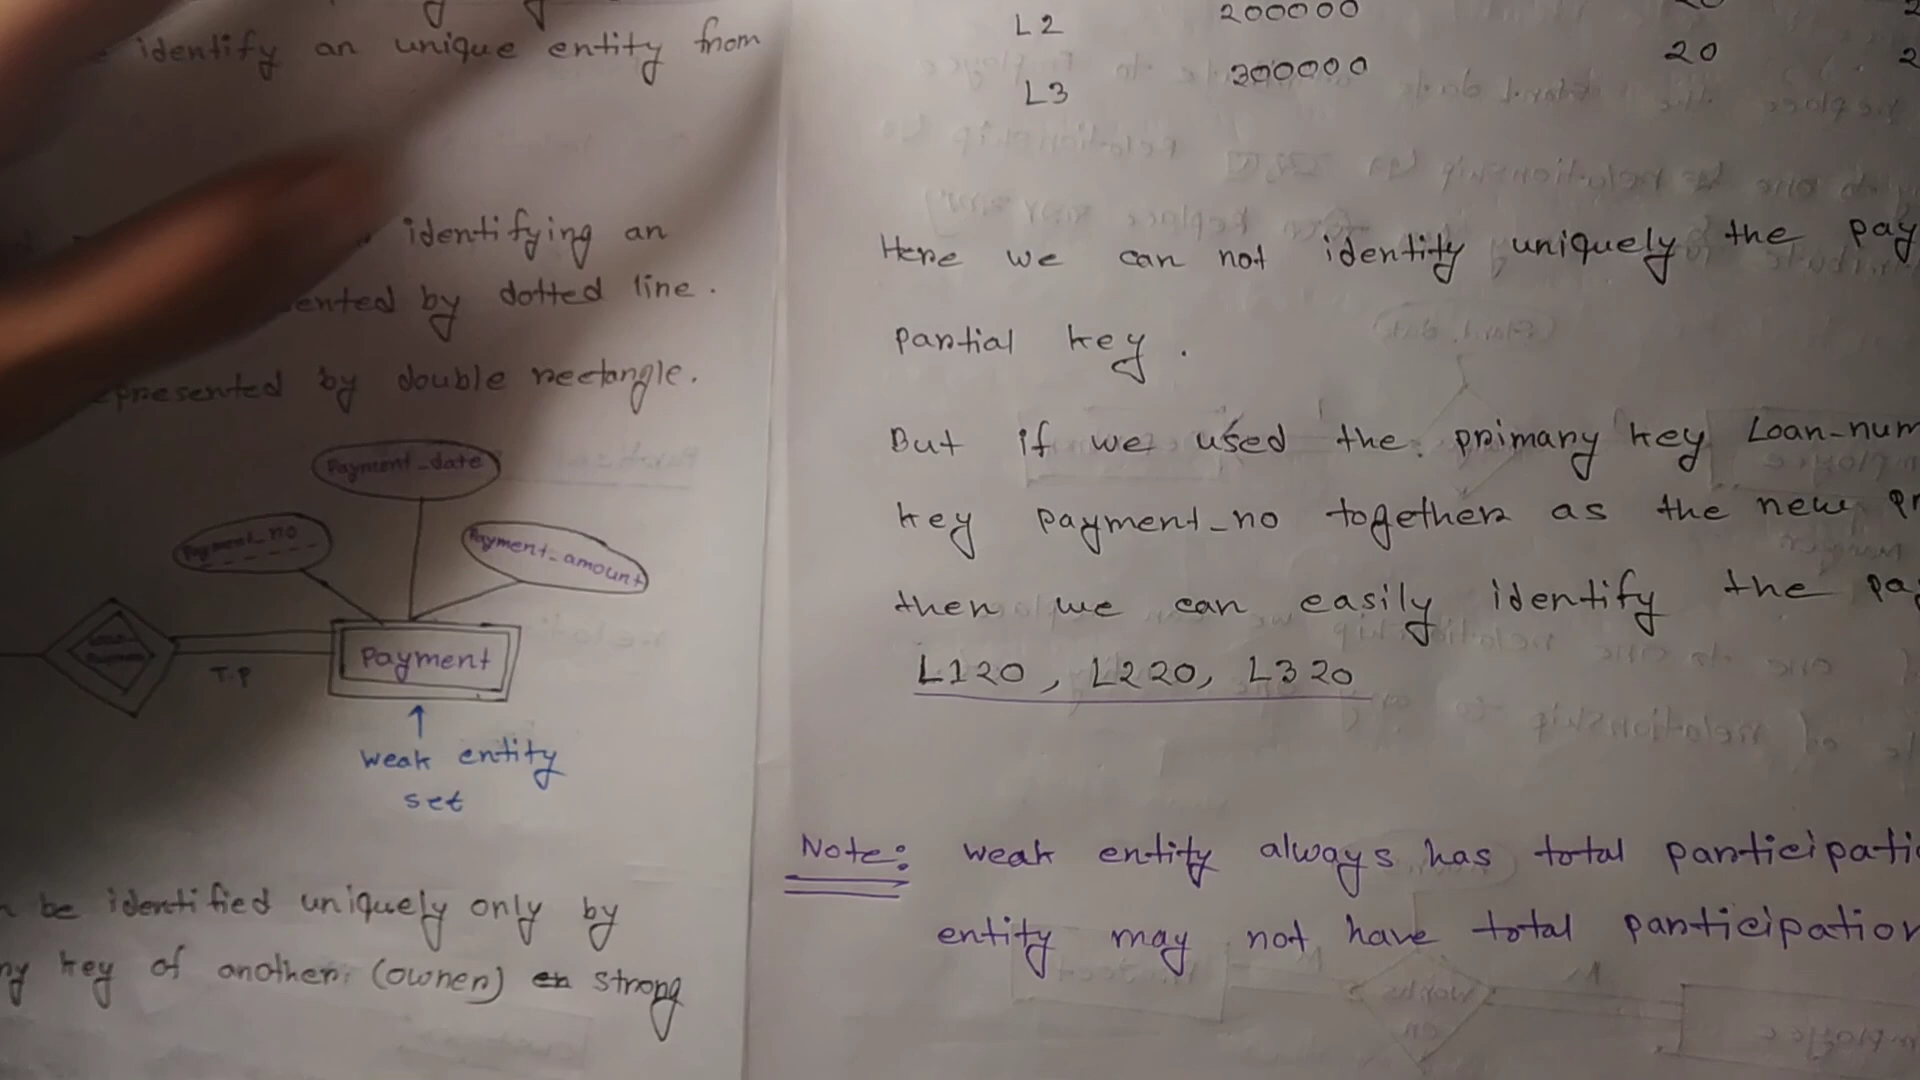 identify an unique entity from
identifying an
ented by dotted line.
epresented by double rectangle.
Payment_date
Payment_no
Payment_amount
Payment
T.P
weak entity
set
be identified uniquely only by
key of another (owner) strong
L2 200000
L3 300000 20
Here we can not identify uniquely the pay
partial key.
But if we used the primary key Loan-num
key payment_no together as the new pr
then we can easily identify the pa
L120, L220, L320
Note: weak entity always has total participatio
entity may not have total participation